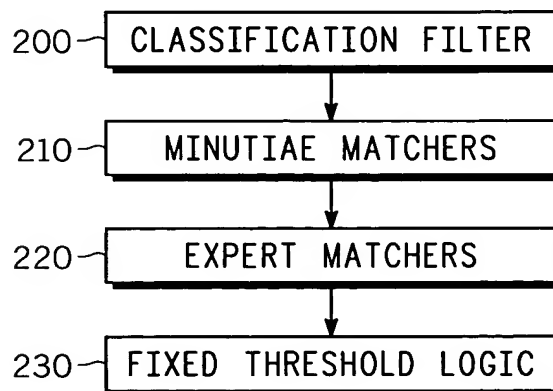 200 CLASSIFICATION FILTER
210 MINUTIAE MATCHERS
220 EXPERT MATCHERS
230 FIXED THRESHOLD LOGIC